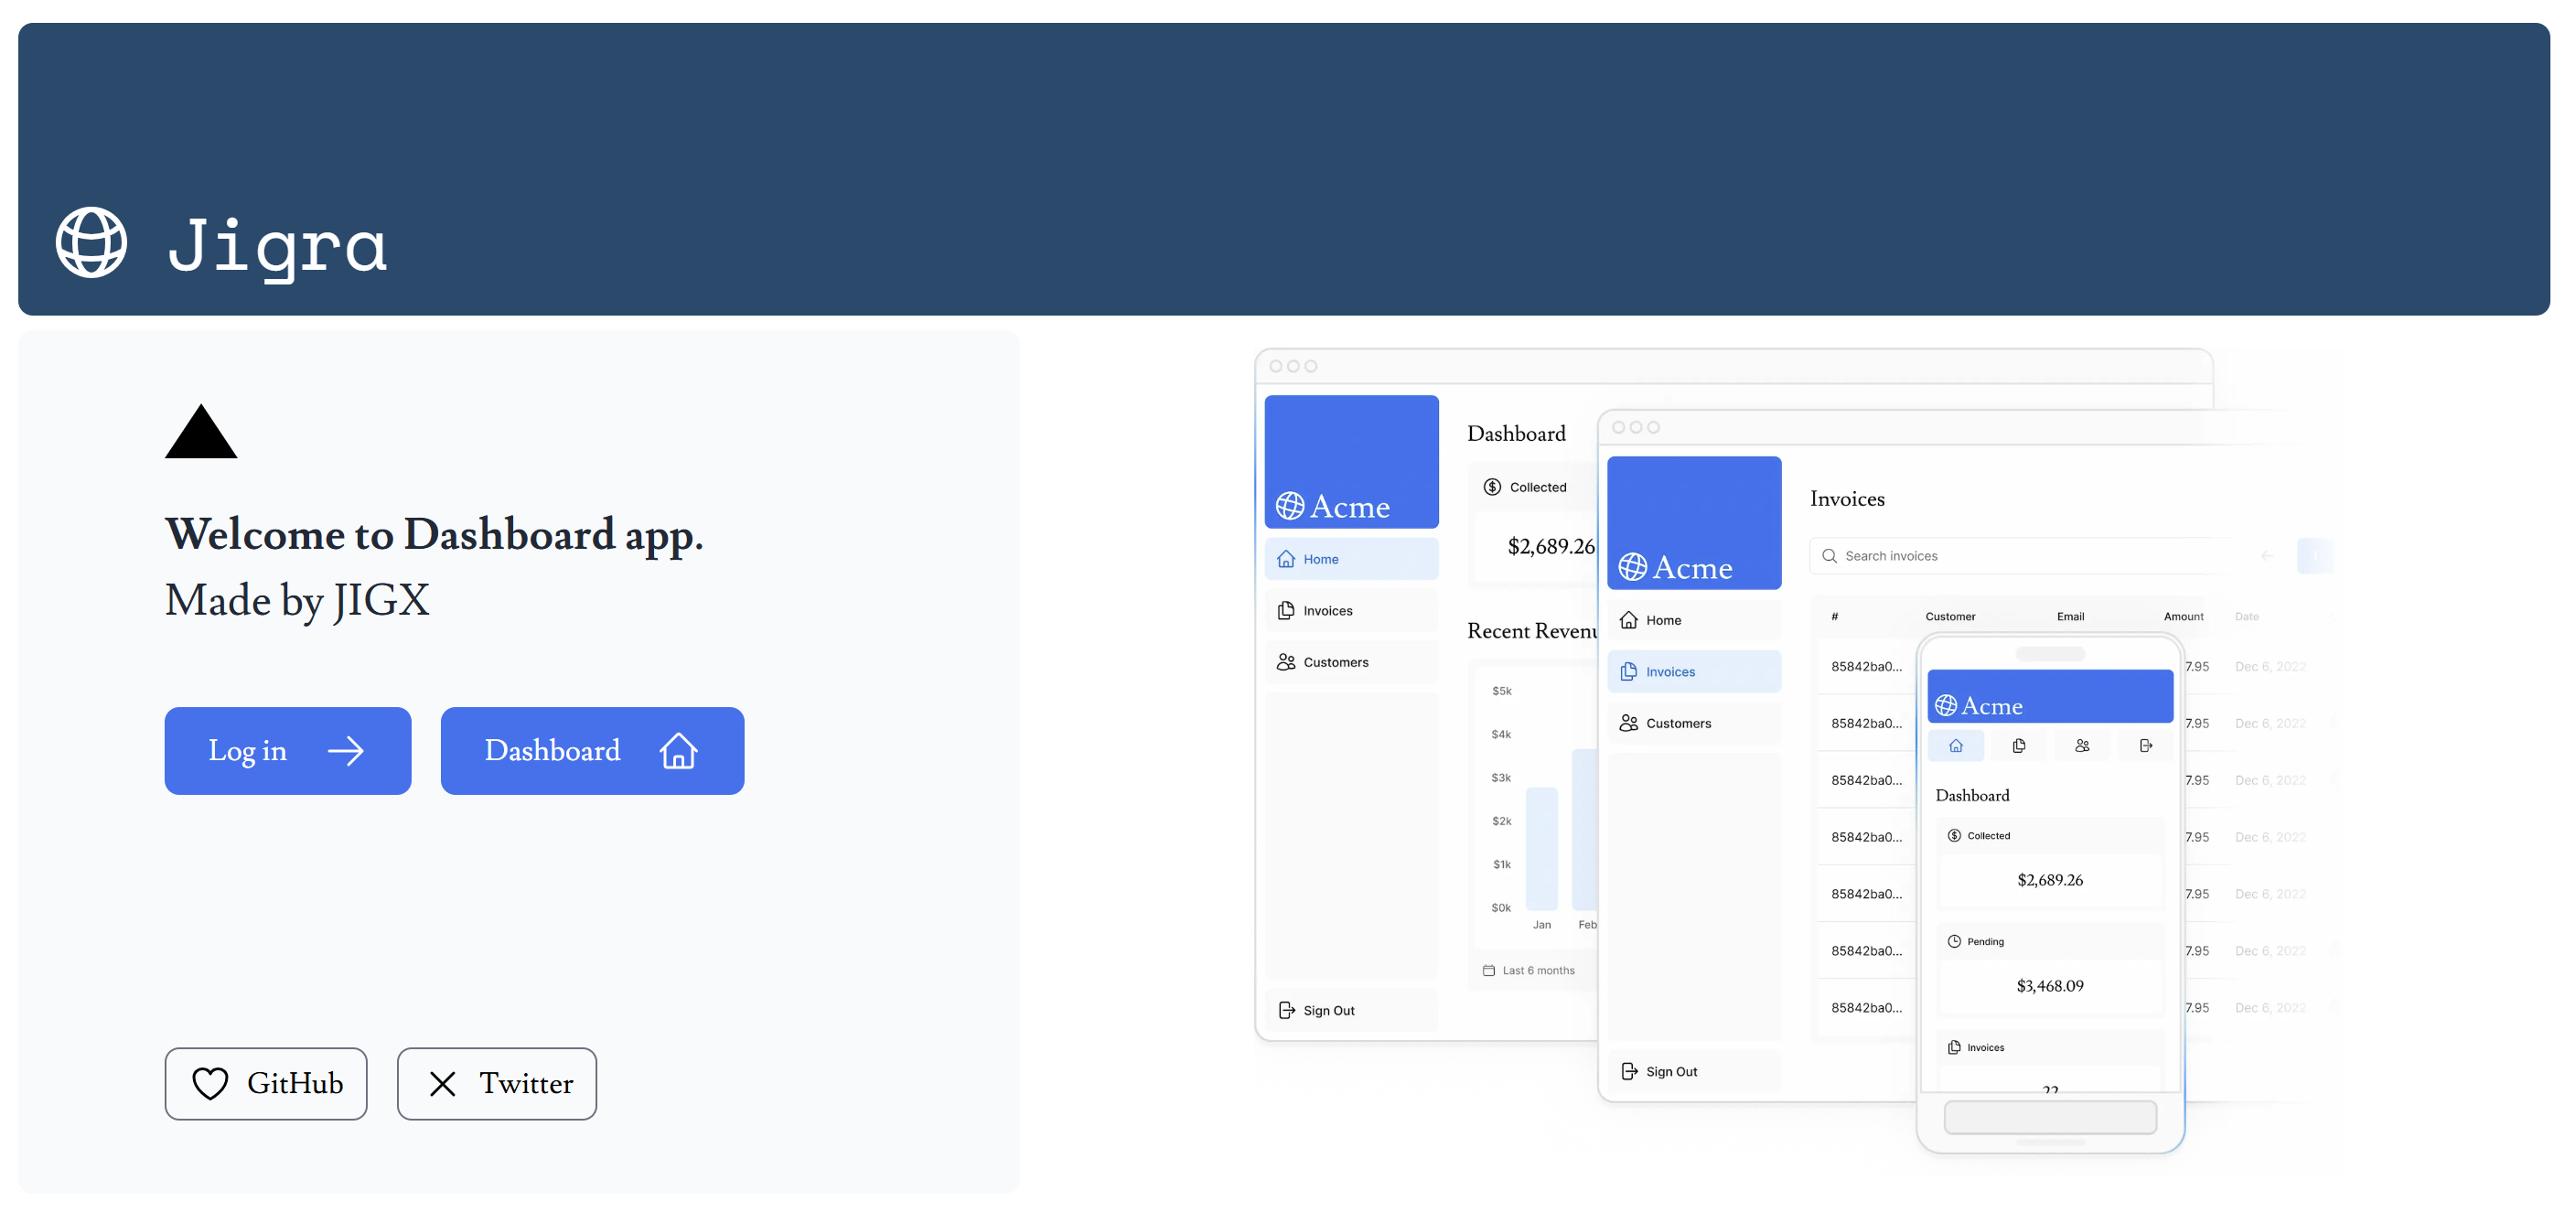 Jigra
Welcome to Dashboard app.
Made by JIGX
Log in
Dashboard
GitHub
Twitter
Acme
Home
Invoices
Customers
Sign Out
Dashboard
Collected
$2,689.26
Recent Revenu
$5k
$4k
$3k
$2k
$1k
$0k
Jan Feb
Last 6 months
Acme
Home
Invoices
Customers
Sign Out
Invoices
Search invoices
# Customer Email Amount Date
85842ba0... 7.95 Dec 6, 2022
85842ba0... 7.95 Dec 6, 2022
85842ba0... 7.95 Dec 6, 2022
85842ba0... 7.95 Dec 6, 2022
85842ba0... 7.95 Dec 6, 2022
85842ba0... 7.95 Dec 6, 2022
85842ba0... 7.95 Dec 6, 2022
Acme
Dashboard
Collected
$2,689.26
Pending
$3,468.09
Invoices
22